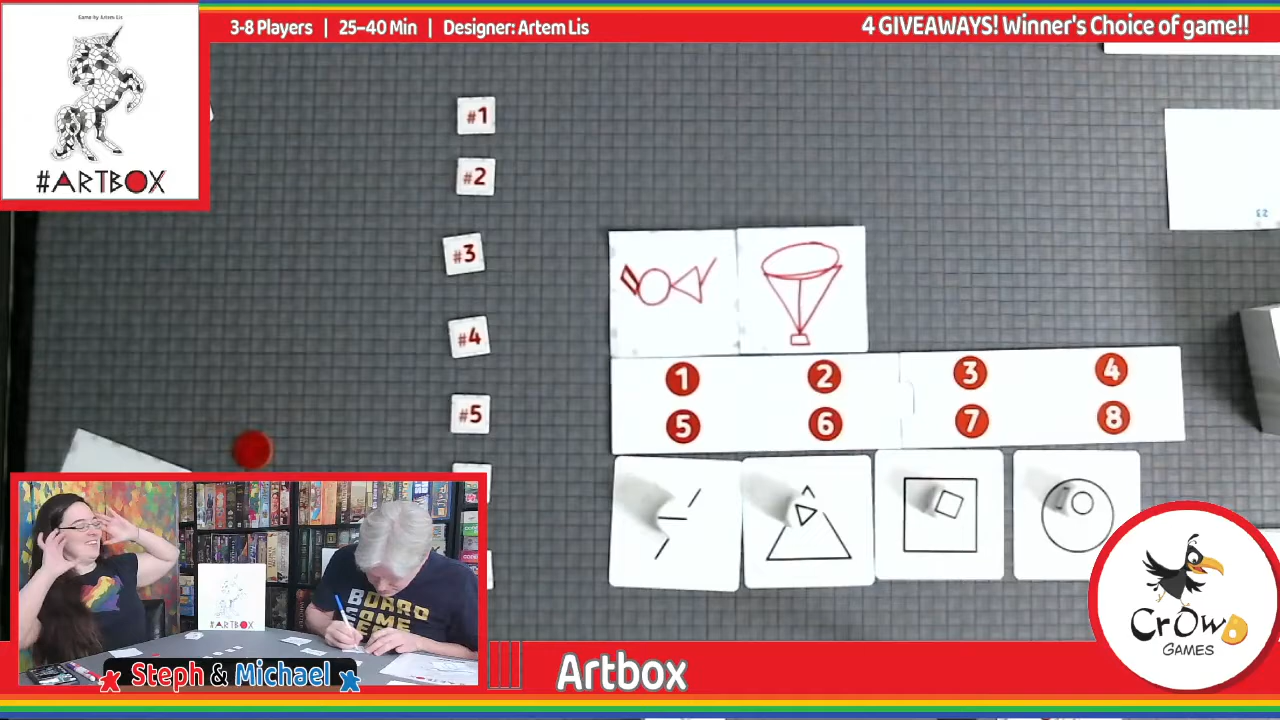 Game by Artem Lis
#ARTBOX
3-8 Players | 25–40 Min | Designer: Artem Lis
4 GIVEAWAYS! Winner's Choice of game!!
#1
#2
#3
#4
#5
23
1 2 3 4
5 6 7 8
BOARD
GAME
#ARTBOX
Steph & Michael
Artbox
CrOwD
GAMES